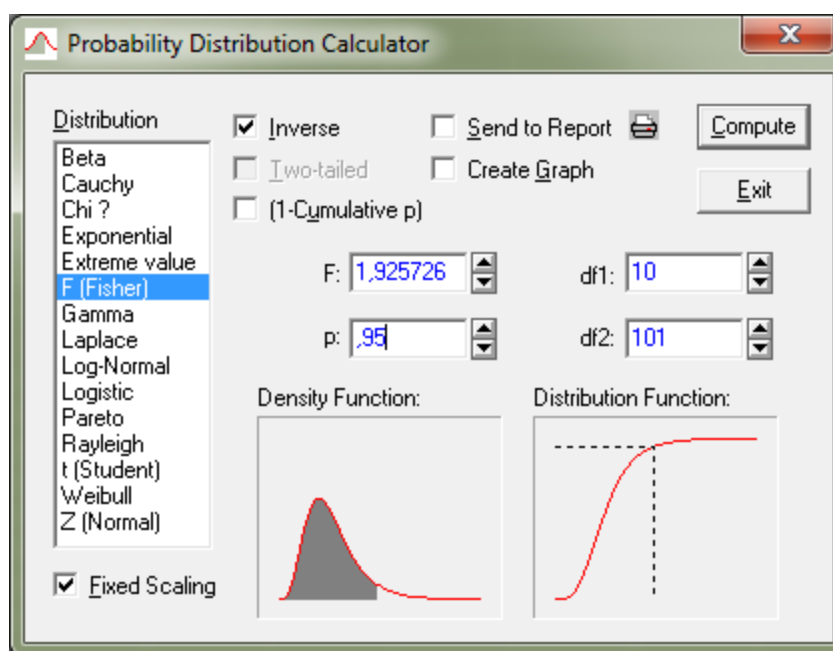 Probability Distribution Calculator
x
Distribution
Beta
Cauchy
Chi ?
Exponential
Extreme value
F (Fisher)
Gamma
Laplace
Log-Normal
Logistic
Pareto
Rayleigh
t (Student)
Weibull
Z (Normal)
Fixed Scaling
Inverse
Send to Report
Two-tailed
Create Graph
(1-Cumulative p)
Compute
Exit
F: 1,925726
df1: 10
p: ,95
df2: 101
Density Function:
Distribution Function: